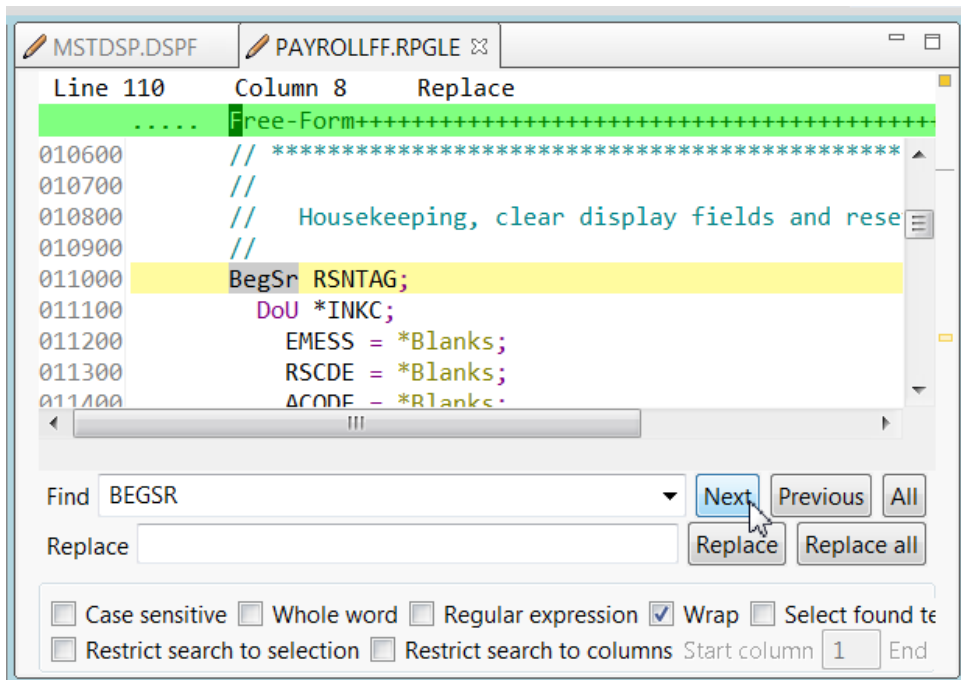 MSTDSP.DSPF PAYROLLFF.RPGLE
Line 110 Column 8 Replace
..... Free-Form++++++++++++++++++++++++++++++++++++++++++
010600 // *********************************************
010700 //
010800 // Housekeeping, clear display fields and rese
010900 //
011000 BegSr RSNTAG;
011100 DoU *INKC;
011200 EMESS = *Blanks;
011300 RSCDE = *Blanks;
011400 ACODE = *Blanks;
Find BEGSR Next Previous All
Replace Replace Replace all
Case sensitive Whole word Regular expression Wrap Select found te
Restrict search to selection Restrict search to columns Start column 1 End